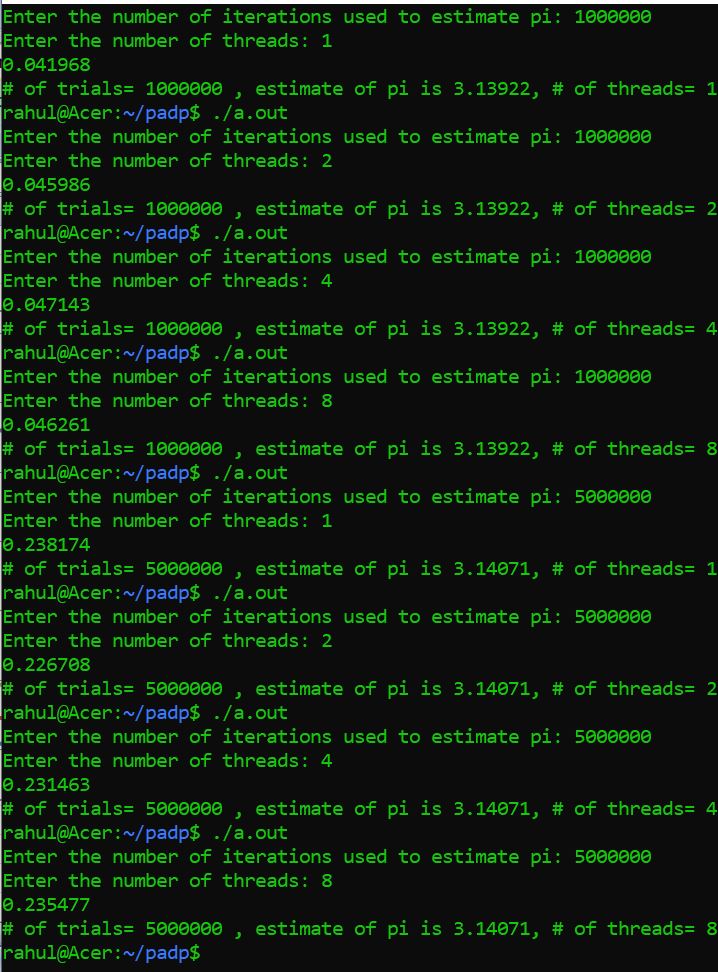 Enter the number of iterations used to estimate pi: 1000000
Enter the number of threads: 1
0.041968
# of trials= 1000000 , estimate of pi is 3.13922, # of threads= 1
rahul@Acer:~/padp$ ./a.out
Enter the number of iterations used to estimate pi: 1000000
Enter the number of threads: 2
0.045986
# of trials= 1000000 , estimate of pi is 3.13922, # of threads= 2
rahul@Acer:~/padp$ ./a.out
Enter the number of iterations used to estimate pi: 1000000
Enter the number of threads: 4
0.047143
# of trials= 1000000 , estimate of pi is 3.13922, # of threads= 4
rahul@Acer:~/padp$ ./a.out
Enter the number of iterations used to estimate pi: 1000000
Enter the number of threads: 8
0.046261
# of trials= 1000000 , estimate of pi is 3.13922, # of threads= 8
rahul@Acer:~/padp$ ./a.out
Enter the number of iterations used to estimate pi: 5000000
Enter the number of threads: 1
0.238174
# of trials= 5000000 , estimate of pi is 3.14071, # of threads= 1
rahul@Acer:~/padp$ ./a.out
Enter the number of iterations used to estimate pi: 5000000
Enter the number of threads: 2
0.226708
# of trials= 5000000 , estimate of pi is 3.14071, # of threads= 2
rahul@Acer:~/padp$ ./a.out
Enter the number of iterations used to estimate pi: 5000000
Enter the number of threads: 4
0.231463
# of trials= 5000000 , estimate of pi is 3.14071, # of threads= 4
rahul@Acer:~/padp$ ./a.out
Enter the number of iterations used to estimate pi: 5000000
Enter the number of threads: 8
0.235477
# of trials= 5000000 , estimate of pi is 3.14071, # of threads= 8
rahul@Acer:~/padp$